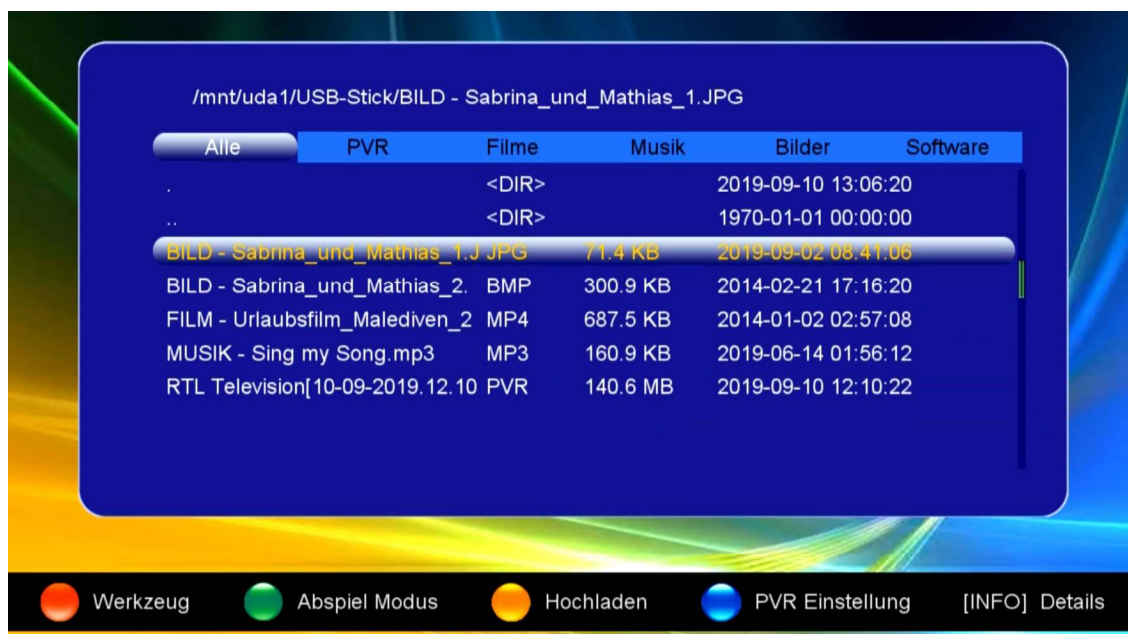 /mnt/uda1/USB-Stick/BILD - Sabrina_und_Mathias_1.JPG
Alle PVR Filme Musik Bilder Software
. <DIR> 2019-09-10 13:06:20
.. <DIR> 1970-01-01 00:00:00
BILD - Sabrina_und_Mathias_1.J JPG 71.4 KB 2019-09-02 08:41:06
BILD - Sabrina_und_Mathias_2. BMP 300.9 KB 2014-02-21 17:16:20
FILM - Urlaubsfilm_Malediven_2 MP4 687.5 KB 2014-01-02 02:57:08
MUSIK - Sing my Song.mp3 MP3 160.9 KB 2019-06-14 01:56:12
RTL Television[10-09-2019.12.10 PVR 140.6 MB 2019-09-10 12:10:22
Werkzeug Abspiel Modus Hochladen PVR Einstellung [INFO] Details